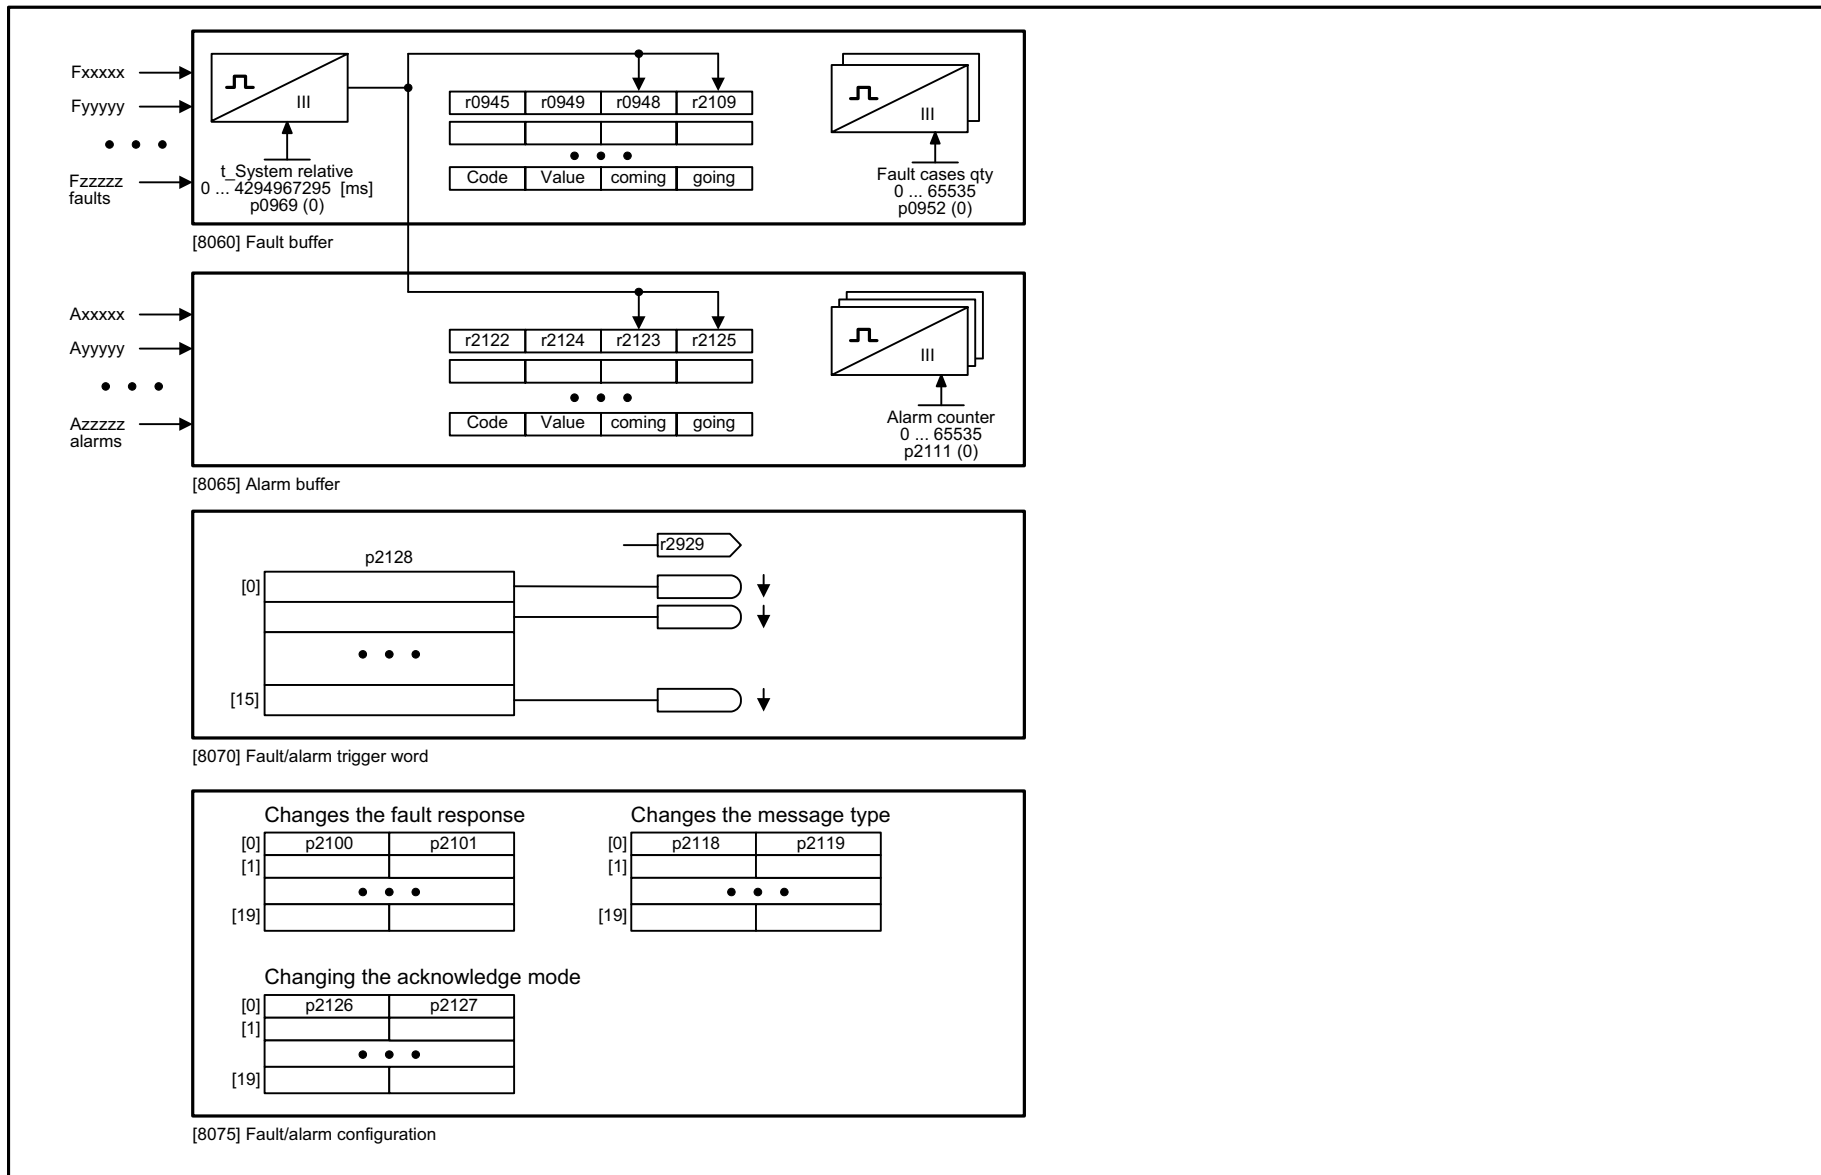 Fxxxxx
Fyyyyy
Fzzzzz
faults
III
t_System relative
0 ... 4294967295 [ms]
p0969 (0)
r0945 r0949 r0948 r2109
Code Value coming going
III
Fault cases qty
0 ... 65535
p0952 (0)
[8060] Fault buffer
Axxxxx
Ayyyyy
Azzzzz
alarms
r2122 r2124 r2123 r2125
Code Value coming going
III
Alarm counter
0 ... 65535
p2111 (0)
[8065] Alarm buffer
p2128
r2929
[0]
[15]
[8070] Fault/alarm trigger word
Changes the fault response
[0] p2100 p2101
[1]
[19]
Changes the message type
[0] p2118 p2119
[1]
[19]
Changing the acknowledge mode
[0] p2126 p2127
[1]
[19]
[8075] Fault/alarm configuration